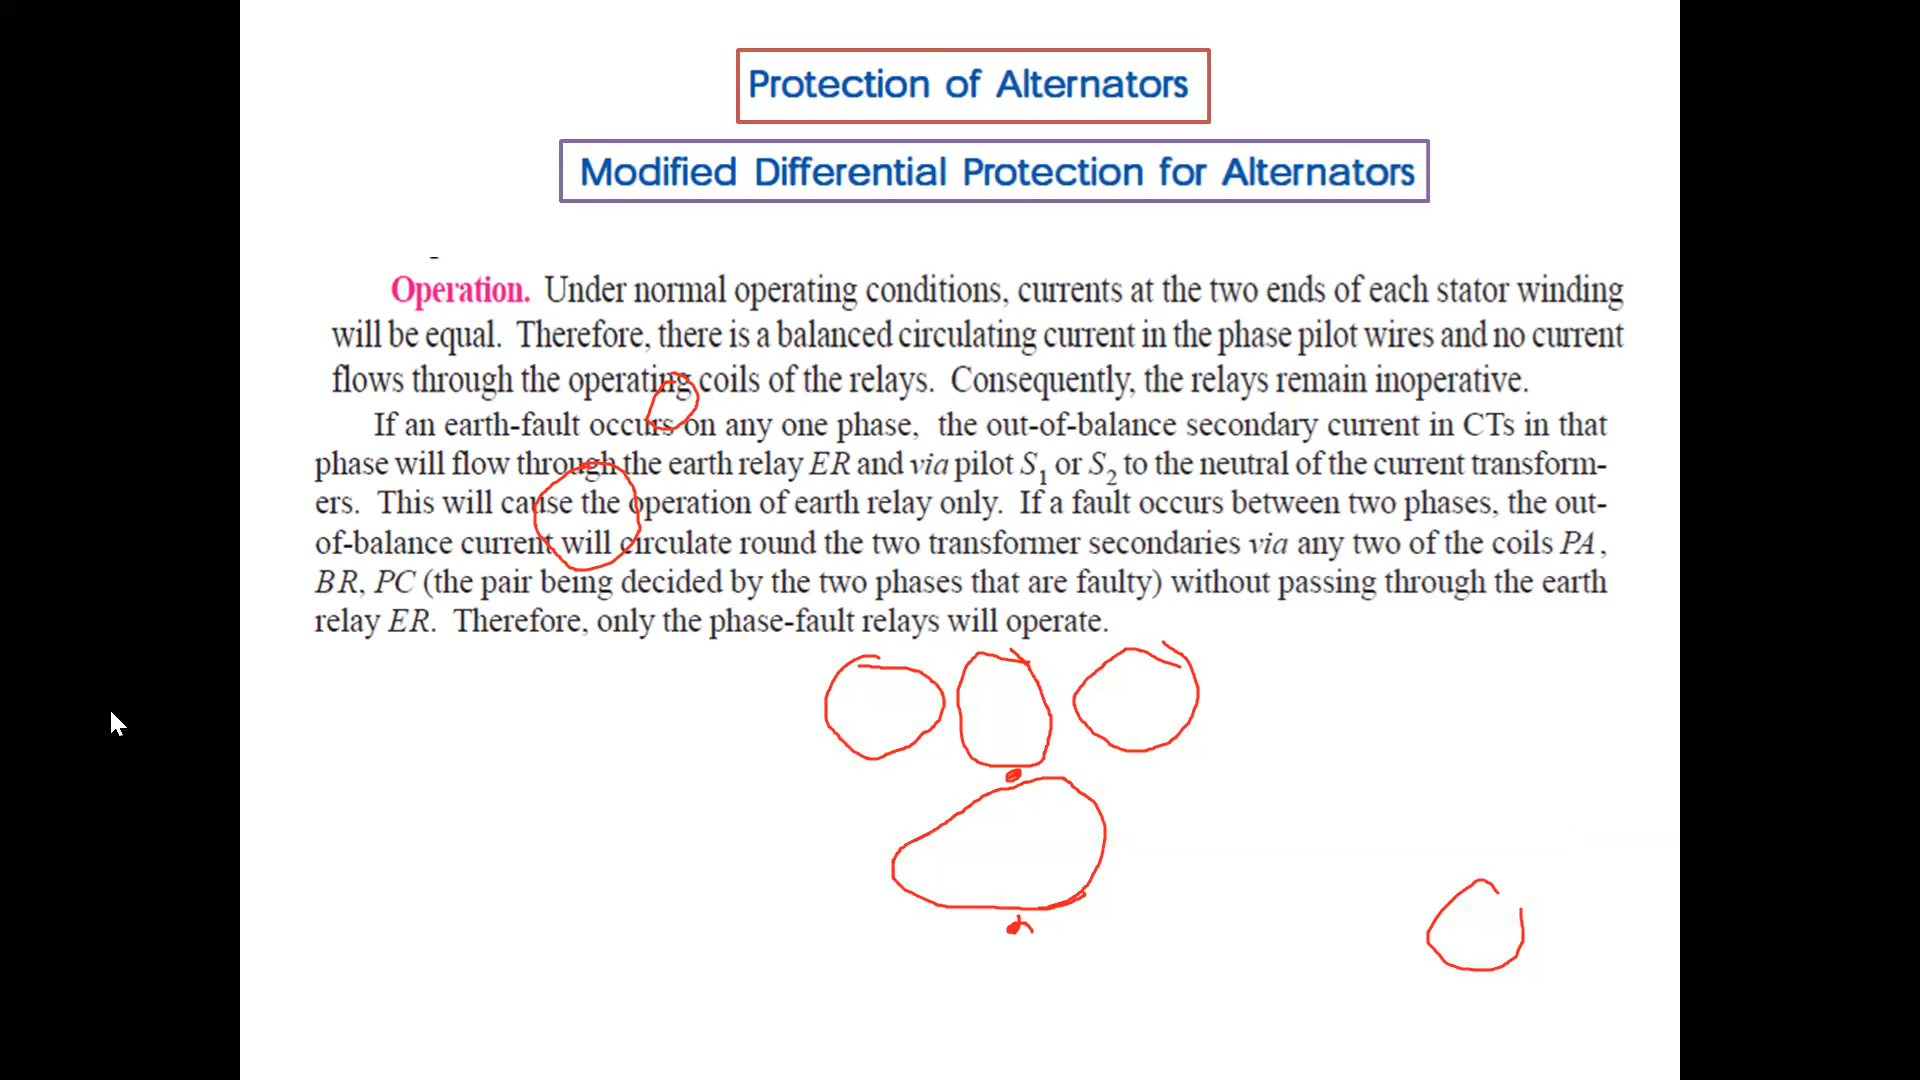 Protection of Alternators
Modified Differential Protection for Alternators
Operation. Under normal operating conditions, currents at the two ends of each stator winding
will be equal. Therefore, there is a balanced circulating current in the phase pilot wires and no current
flows through the operating coils of the relays. Consequently, the relays remain inoperative.
If an earth-fault occurs on any one phase, the out-of-balance secondary current in CTs in that
phase will flow through the earth relay ER and via pilot S1 or S2 to the neutral of the current transform-
ers. This will cause the operation of earth relay only. If a fault occurs between two phases, the out-
of-balance current will circulate round the two transformer secondaries via any two of the coils PA,
BR, PC (the pair being decided by the two phases that are faulty) without passing through the earth
relay ER. Therefore, only the phase-fault relays will operate.